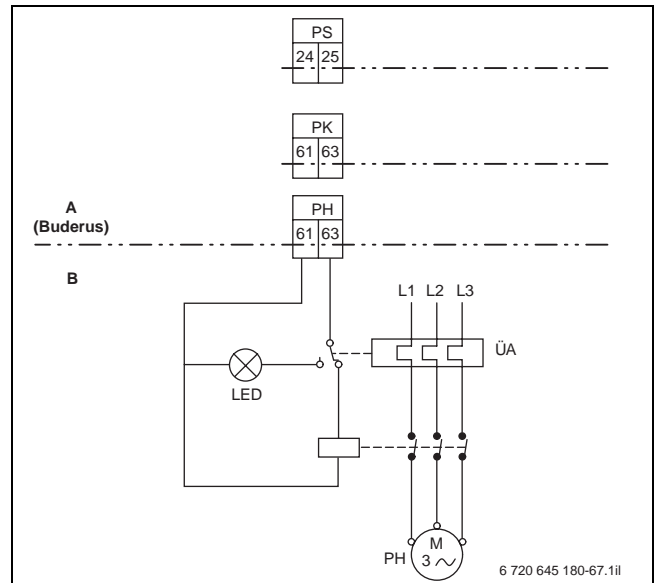 PS
24 25
PK
61 63
A
(Buderus)
PH
61 63
B
L1 L2 L3
ÜA
LED
PH
M
3
6 720 645 180-67.1il